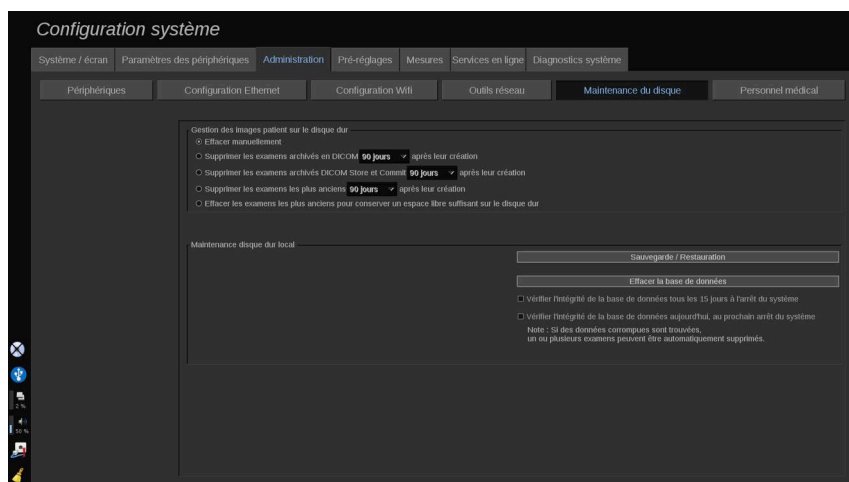 Configuration système
Système / écran Paramètres des périphériques Administration Pré-réglages Mesures Services en ligne Diagnostics système
Périphériques Configuration Ethernet Configuration Wifi Outils réseau Maintenance du disque Personnel médical
Gestion des images patient sur le disque dur
Effacer manuellement
Supprimer les examens archivés en DICOM 90 jours après leur création
Supprimer les examens archivés DICOM Store et Commit 90 jours après leur création
Supprimer les examens les plus anciens 90 jours après leur création
Effacer les examens les plus anciens pour conserver un espace libre suffisant sur le disque dur
Maintenance disque dur local
Sauvegarde / Restauration
Effacer la base de données
Vérifier l'intégrité de la base de données tous les 15 jours à l'arrêt du système
Vérifier l'intégrité de la base de données aujourd'hui, au prochain arrêt du système
Note : Si des données corrompues sont trouvées,
un ou plusieurs examens peuvent être automatiquement supprimés.
2 %
50 %